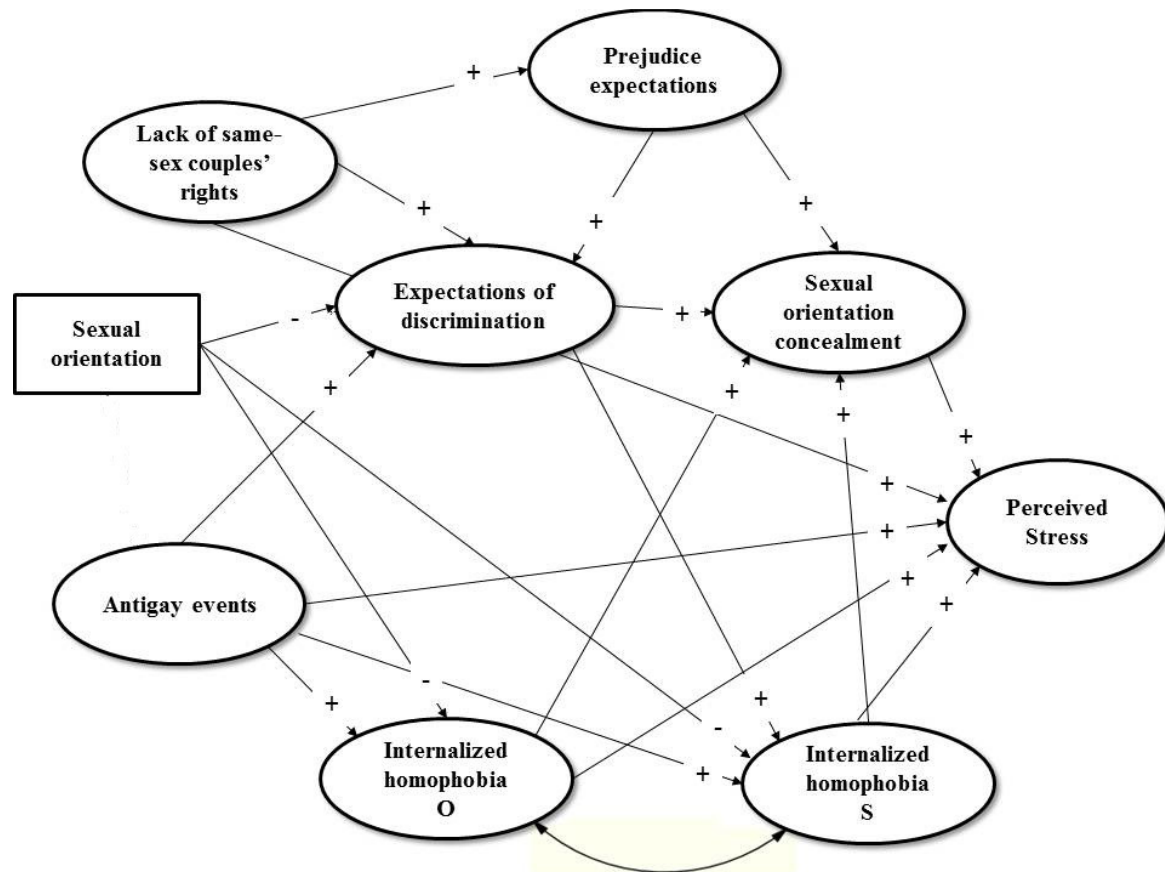 Prejudice
expectations
+
Lack of same-
sex couples'
rights
+
+
+
Expectations of
discrimination
Sexual
orientation
concealment
Sexual
orientation
-
+
+
+
+
+
+
+
Perceived
Stress
Antigay events
+
+
-
+
+
-
+
Internalized
homophobia
O
Internalized
homophobia
S